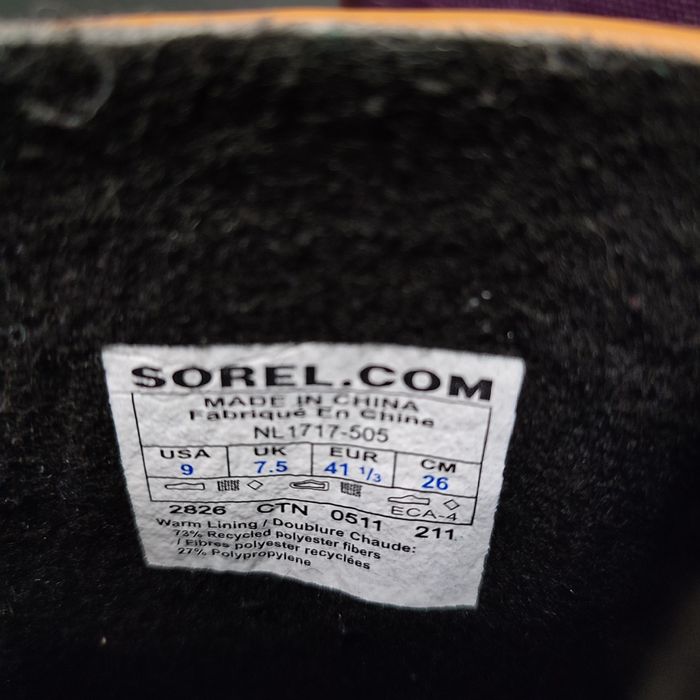 SOREL.COM
MADE IN CHINA
Fabriqué En Chine
NL1717-505
USA UK EUR CM
9 7.5 41 1/3 26
ECA-4
2826 CTN 0511 211
Warm Lining / Doublure Chaude:
73% Recycled polyester fibers
/ Fibres polyester recyclées
27% Polypropylene